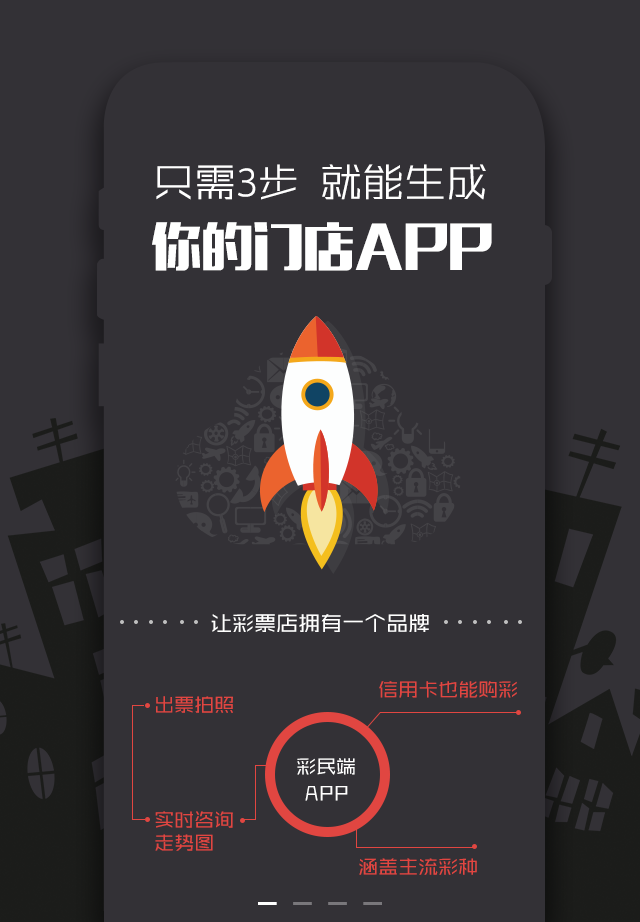 只需3步 就能生成
你的门店APP
让彩票店拥有一个品牌
信用卡也能购彩
出票拍照
彩民端
APP
实时咨询
走势图
涵盖主流彩种